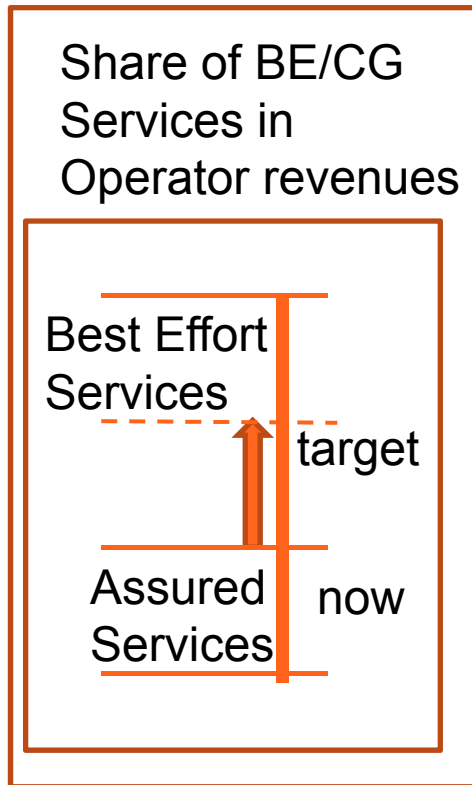 Share of BE/CG
Services in
Operator revenues
Best Effort
Services
target
Assured
Services
now